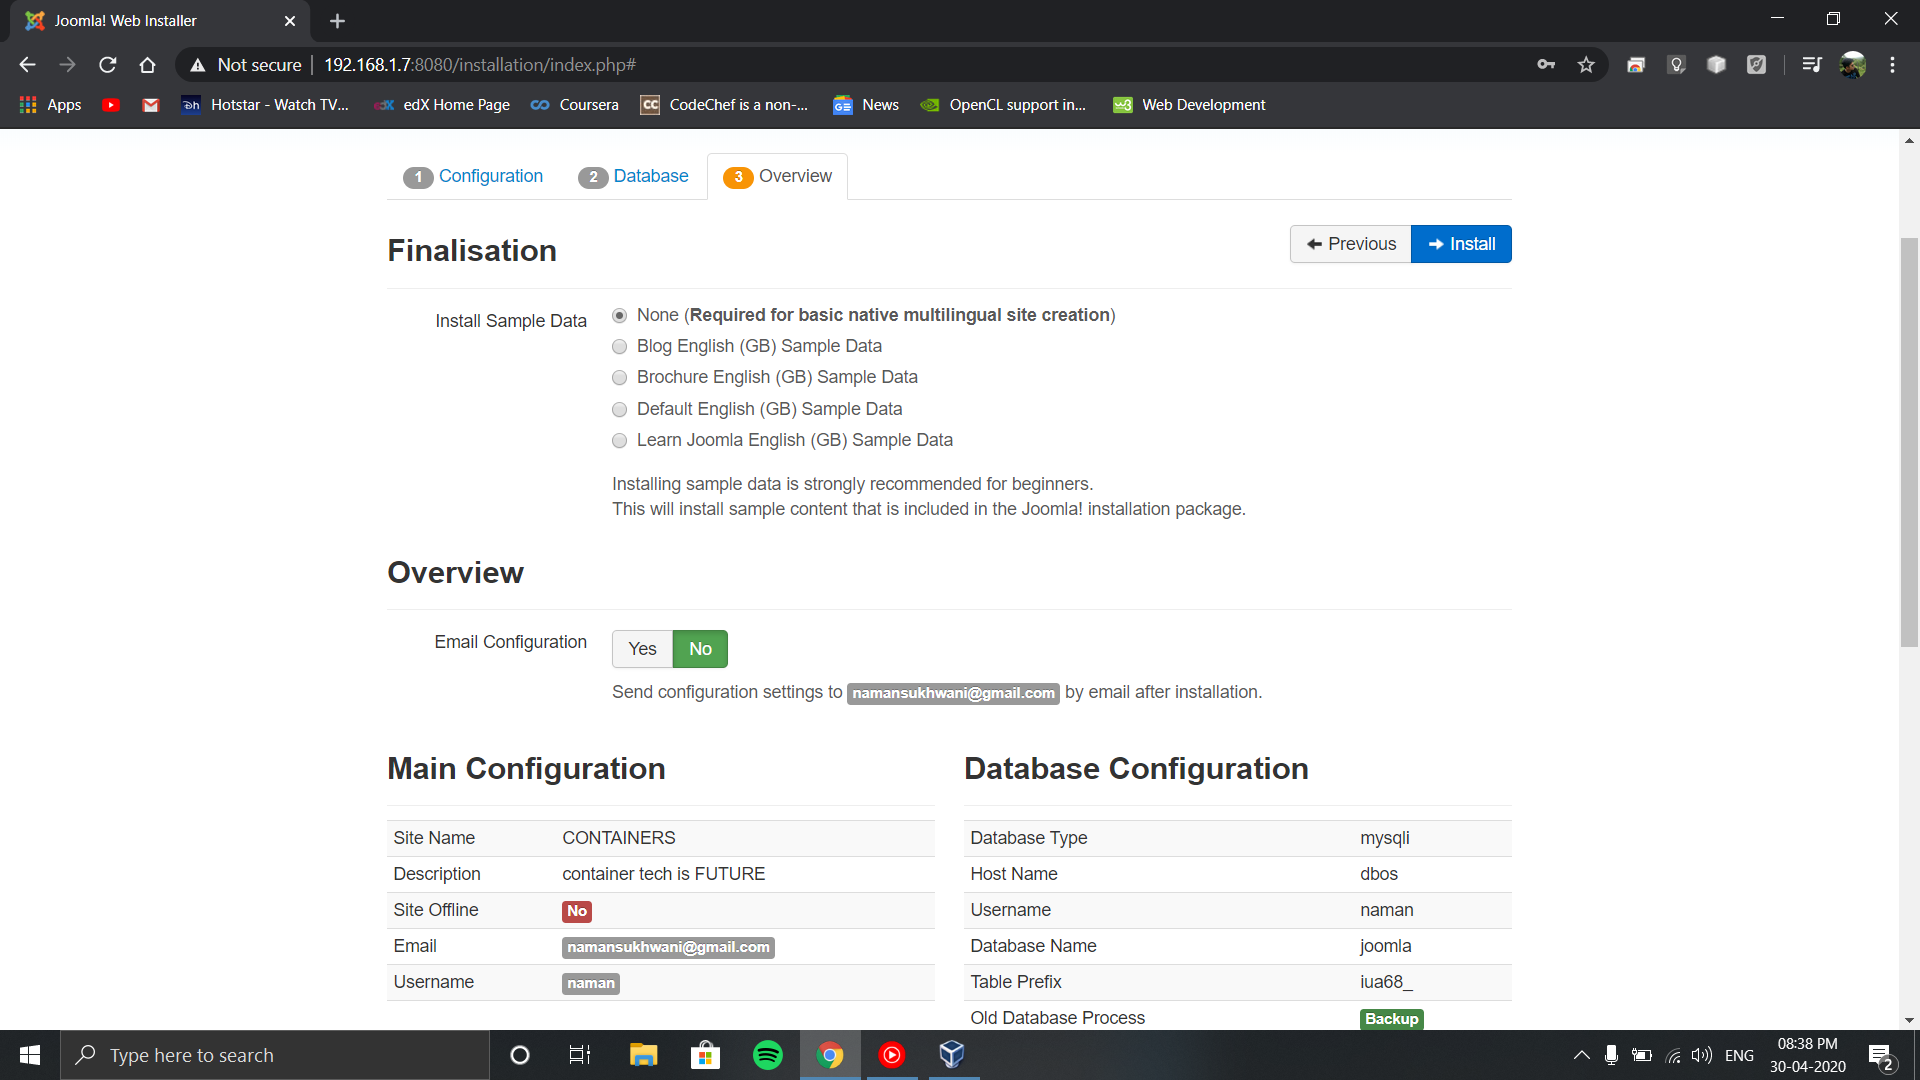 Joomla! Web Installer
Not secure | 192.168.1.7:8080/installation/index.php#
Apps Hotstar - Watch TV... edX edX Home Page Coursera CC CodeChef is a non-... GE News OpenCL support in... w3 Web Development
1 Configuration 2 Database 3 Overview
Finalisation
Previous Install
Install Sample Data
None (Required for basic native multilingual site creation)
Blog English (GB) Sample Data
Brochure English (GB) Sample Data
Default English (GB) Sample Data
Learn Joomla English (GB) Sample Data
Installing sample data is strongly recommended for beginners.
This will install sample content that is included in the Joomla! installation package.
Overview
Email Configuration Yes No
Send configuration settings to namansukhwani@gmail.com by email after installation.
Main Configuration
Site Name CONTAINERS
Description container tech is FUTURE
Site Offline No
Email namansukhwani@gmail.com
Username naman
Database Configuration
Database Type mysqli
Host Name dbos
Username naman
Database Name joomla
Table Prefix iua68_
Old Database Process Backup
Type here to search
ENG
08:38 PM
30-04-2020
2